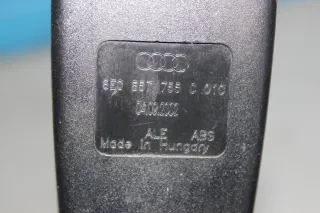 8E0 857 755 C 01C
ALE ABS
Made in Hungary